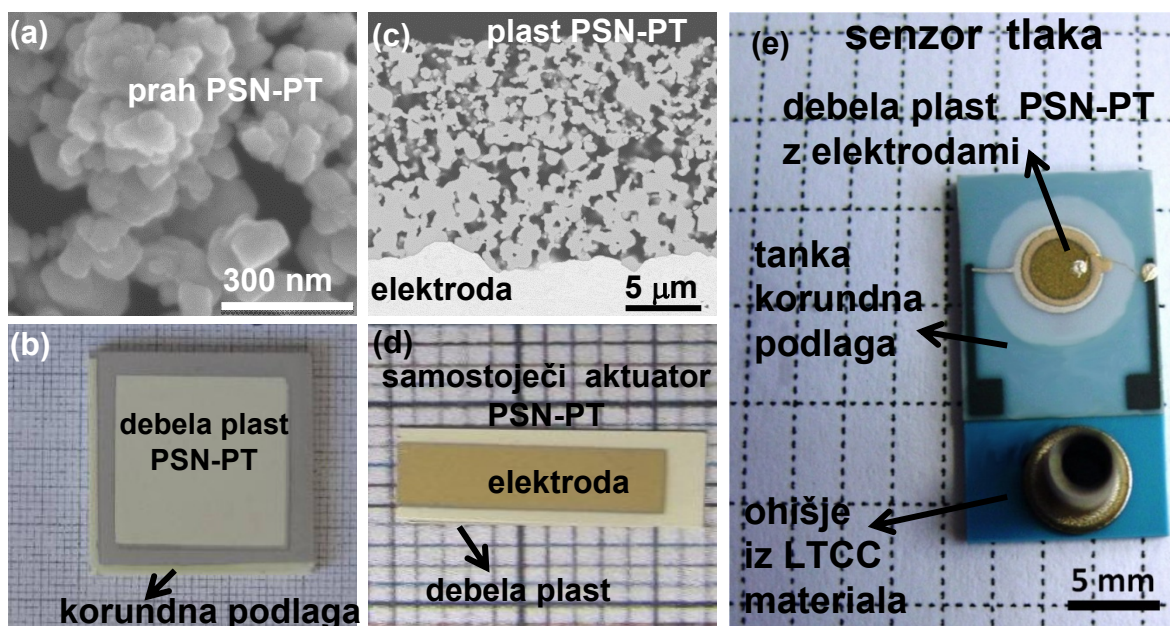 (a)
prah PSN-PT
300 nm
(b)
debela plast
PSN-PT
korundna podlaga
(c)
plast PSN-PT
elektroda
5 μm
(d)
samostoječi aktuator
PSN-PT
elektroda
debela plast
(e)
senzor tlaka
debela plast PSN-PT
z elektrodami
tanka
korundna
podlaga
ohišje
iz LTCC
materiala
5 mm